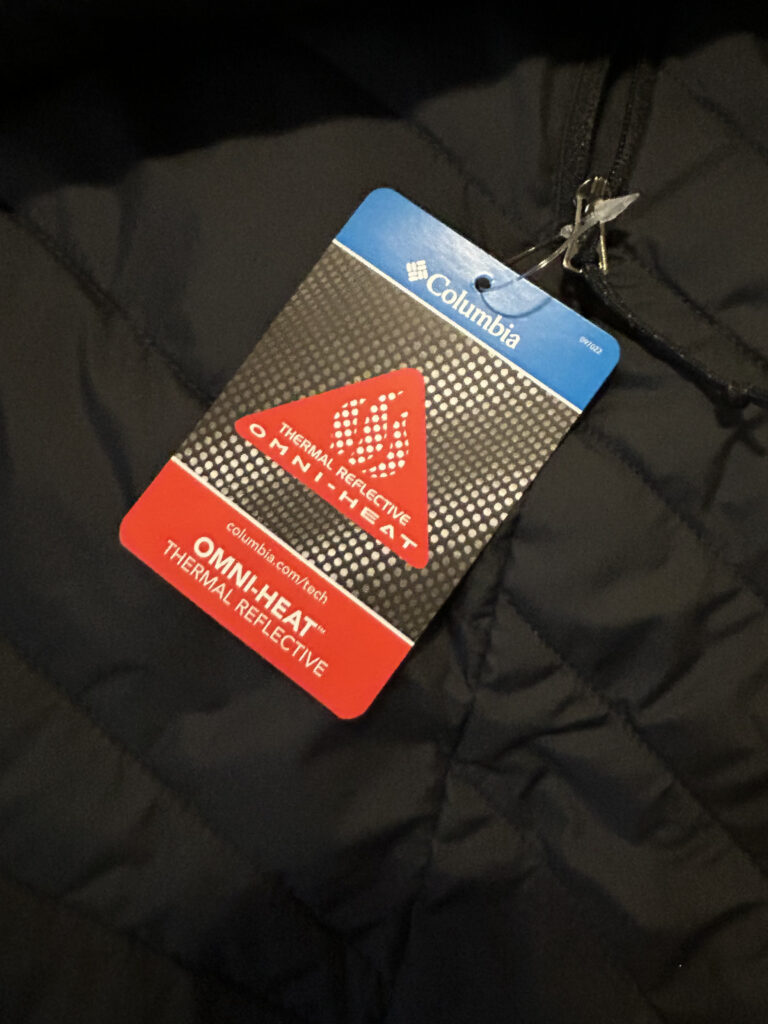 Columbia
THERMAL REFLECTIVE
OMNI-HEAT
columbia.com/tech
OMNI-HEAT™
THERMAL REFLECTIVE